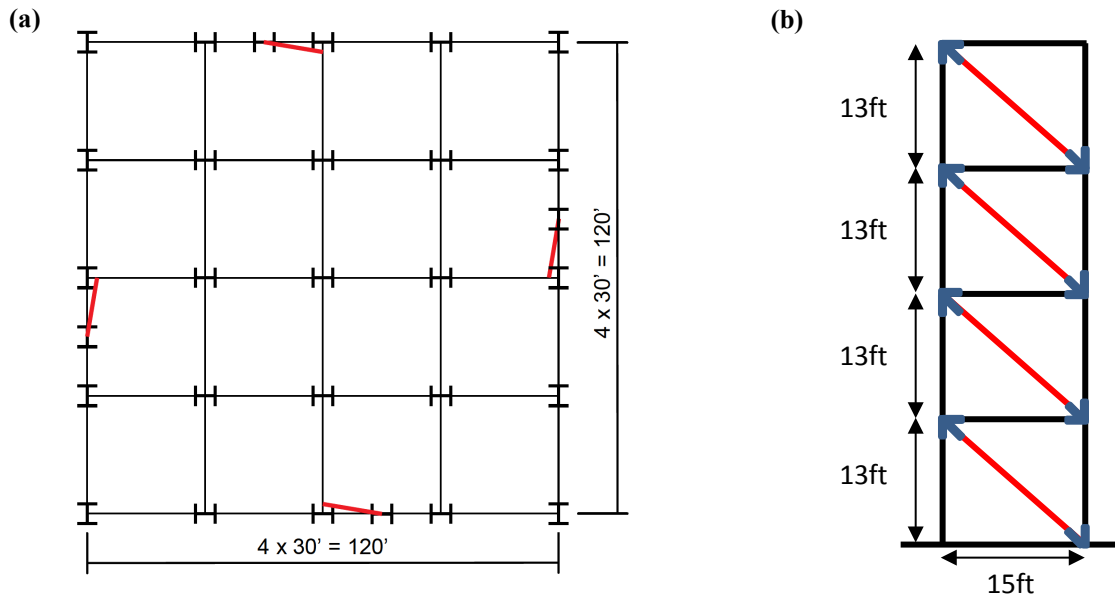 (a)
4 x 30' = 120'
4 x 30' = 120'
(b)
13ft
13ft
13ft
13ft
15ft